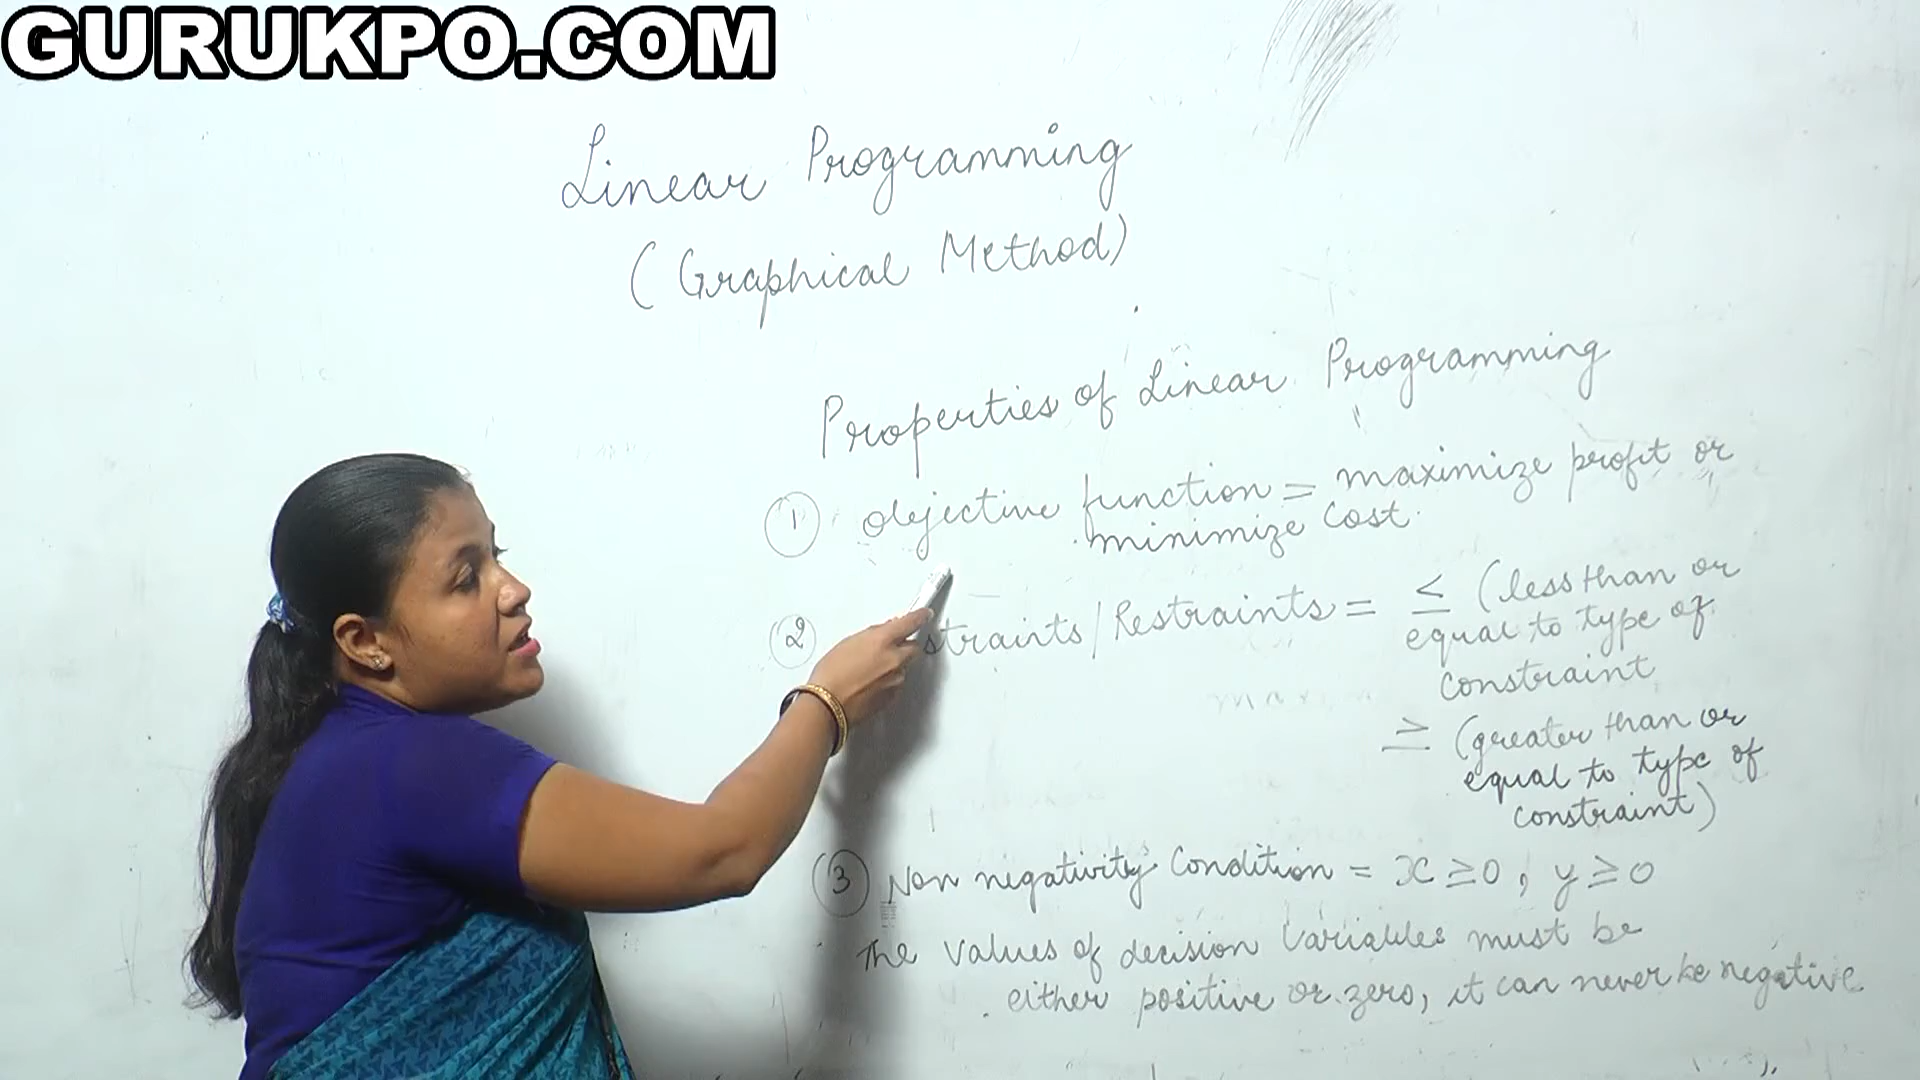 GURUKPO.COM
Linear Programming
(Graphical Method)
Properties of Linear Programming
1 Objective function = maximize profit or
minimize cost.
2 straints/Restraints = ≤ (less than or
equal to type of
constraint
≥ (greater than or
equal to type of
constraint)
3 Non negativity Condition = x ≥ 0, y ≥ 0
The values of decision variables must be
either positive or zero, it can never be negative